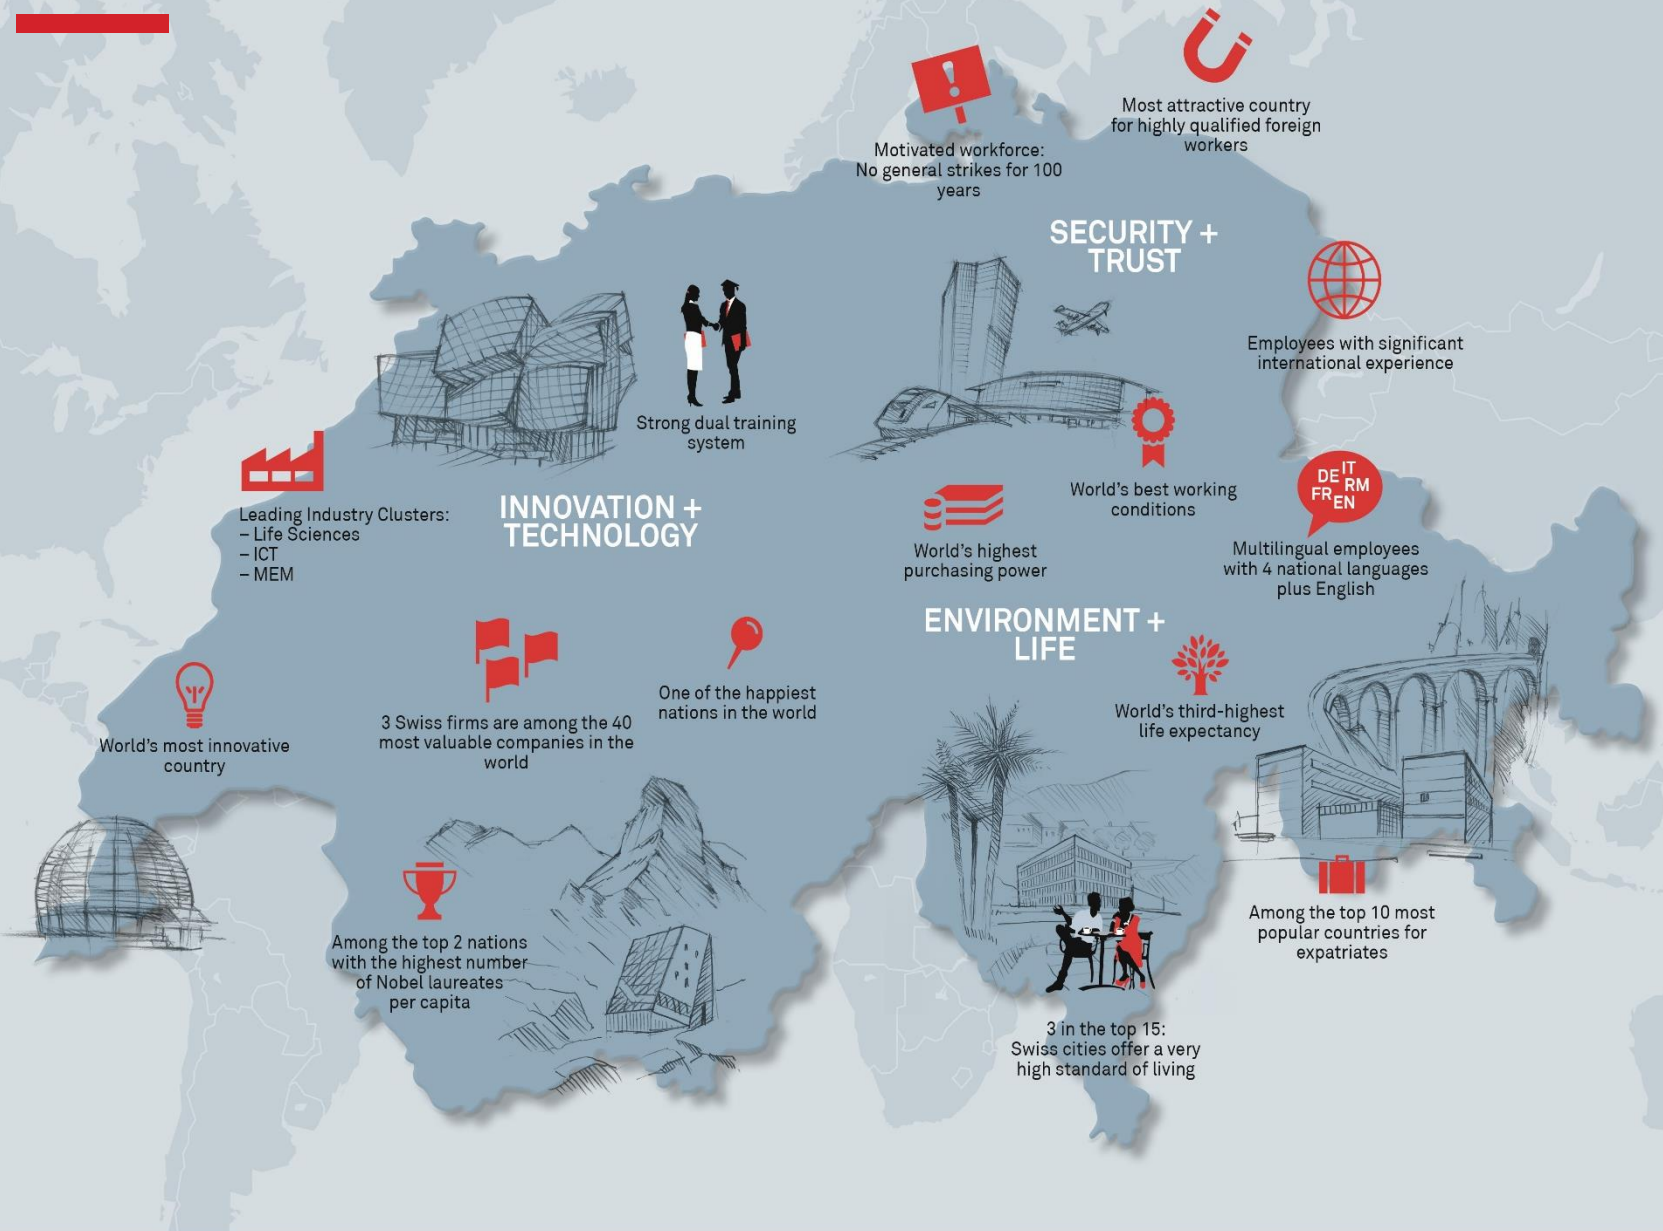 Most attractive country
for highly qualified foreign
workers
!
Motivated workforce:
No general strikes for 100
years
SECURITY +
TRUST
Employees with significant
international experience
Strong dual training
system
INNOVATION +
TECHNOLOGY
Leading Industry Clusters:
– Life Sciences
– ICT
– MEM
World's best working
conditions
World's highest
purchasing power
DE IT
FR RM
EN
Multilingual employees
with 4 national languages
plus English
ENVIRONMENT +
LIFE
One of the happiest
nations in the world
3 Swiss firms are among the 40
most valuable companies in the
world
World's most innovative
country
World's third-highest
life expectancy
Among the top 2 nations
with the highest number
of Nobel laureates
per capita
Among the top 10 most
popular countries for
expatriates
3 in the top 15:
Swiss cities offer a very
high standard of living